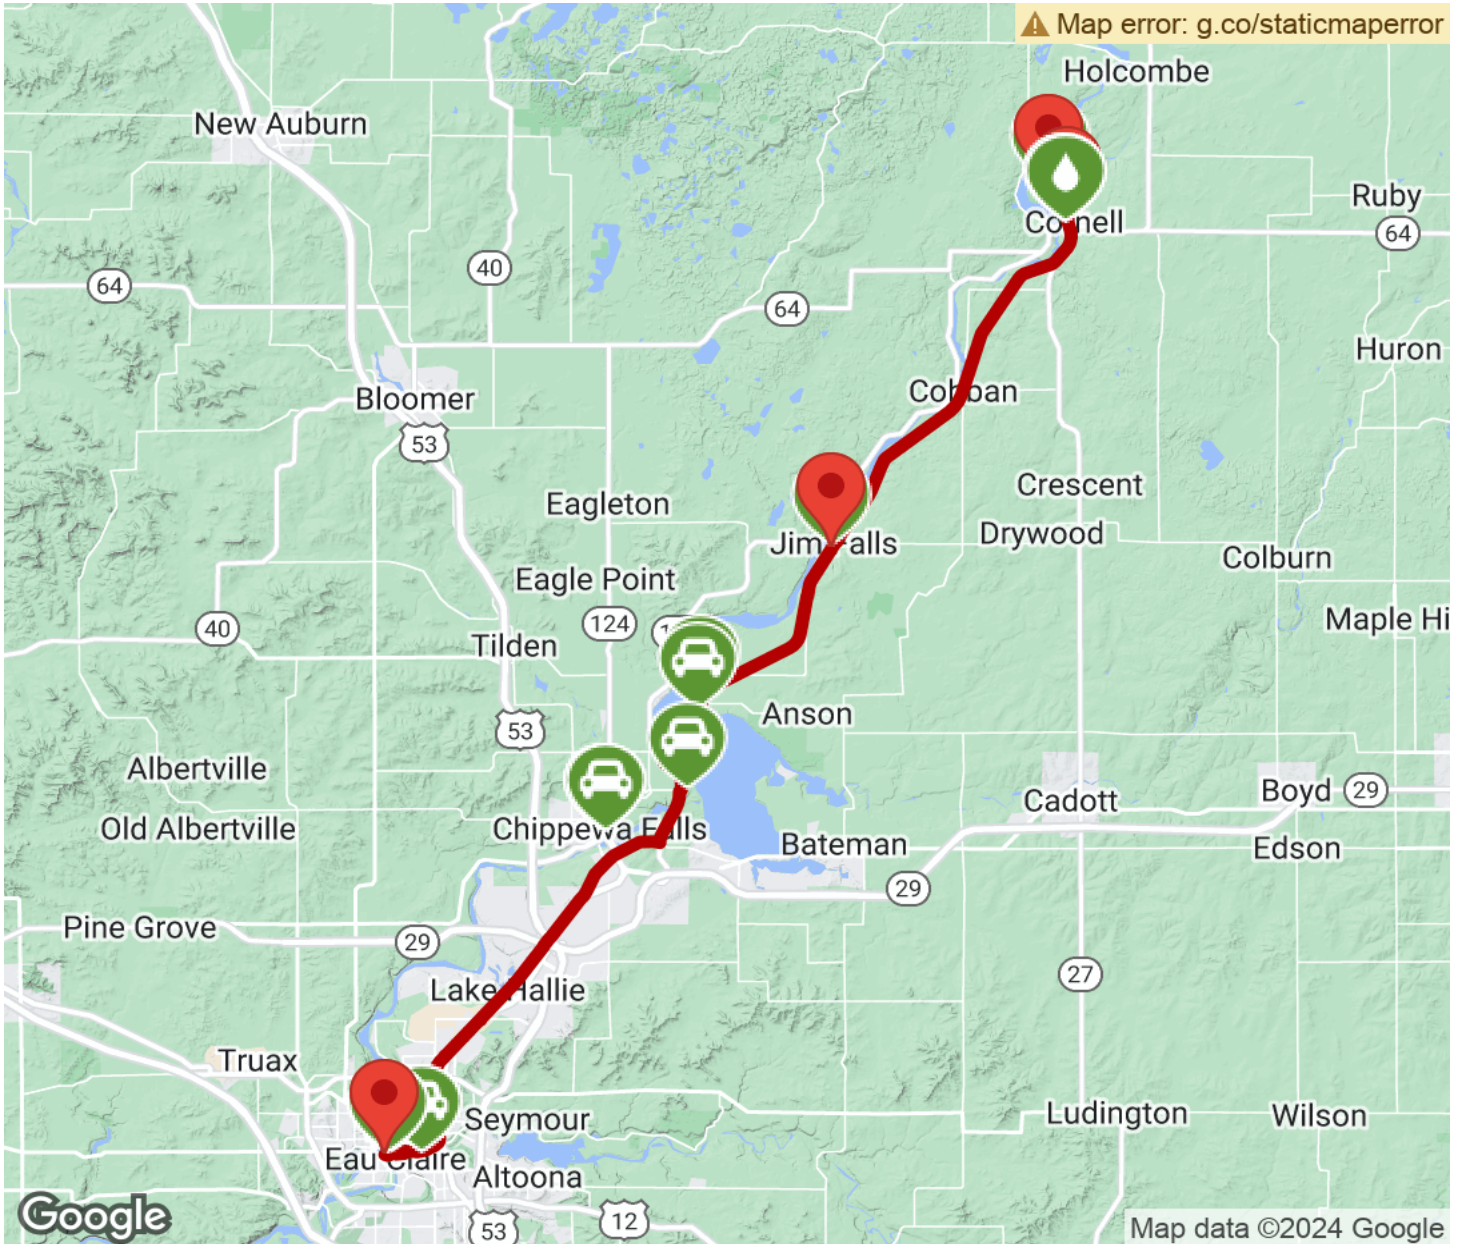 Map error: g.co/staticmaperror
Holcombe
New Auburn
Ruby
Cornell
64
40
64
64
Huron
Bloomer
Cobban
53
Crescent
Eagleton
Drywood
Jim Falls
Colburn
Eagle Point
Maple Hi
40
124
Tilden
Anson
53
Albertville
Boyd
29
Cadott
Old Albertville
Chippewa Falls
Bateman
Edson
29
Pine Grove
29
27
Lake Hallie
Truax
Seymour
Ludington
Wilson
Eau Claire
Altoona
Google
53
12
Map data ©2024 Google